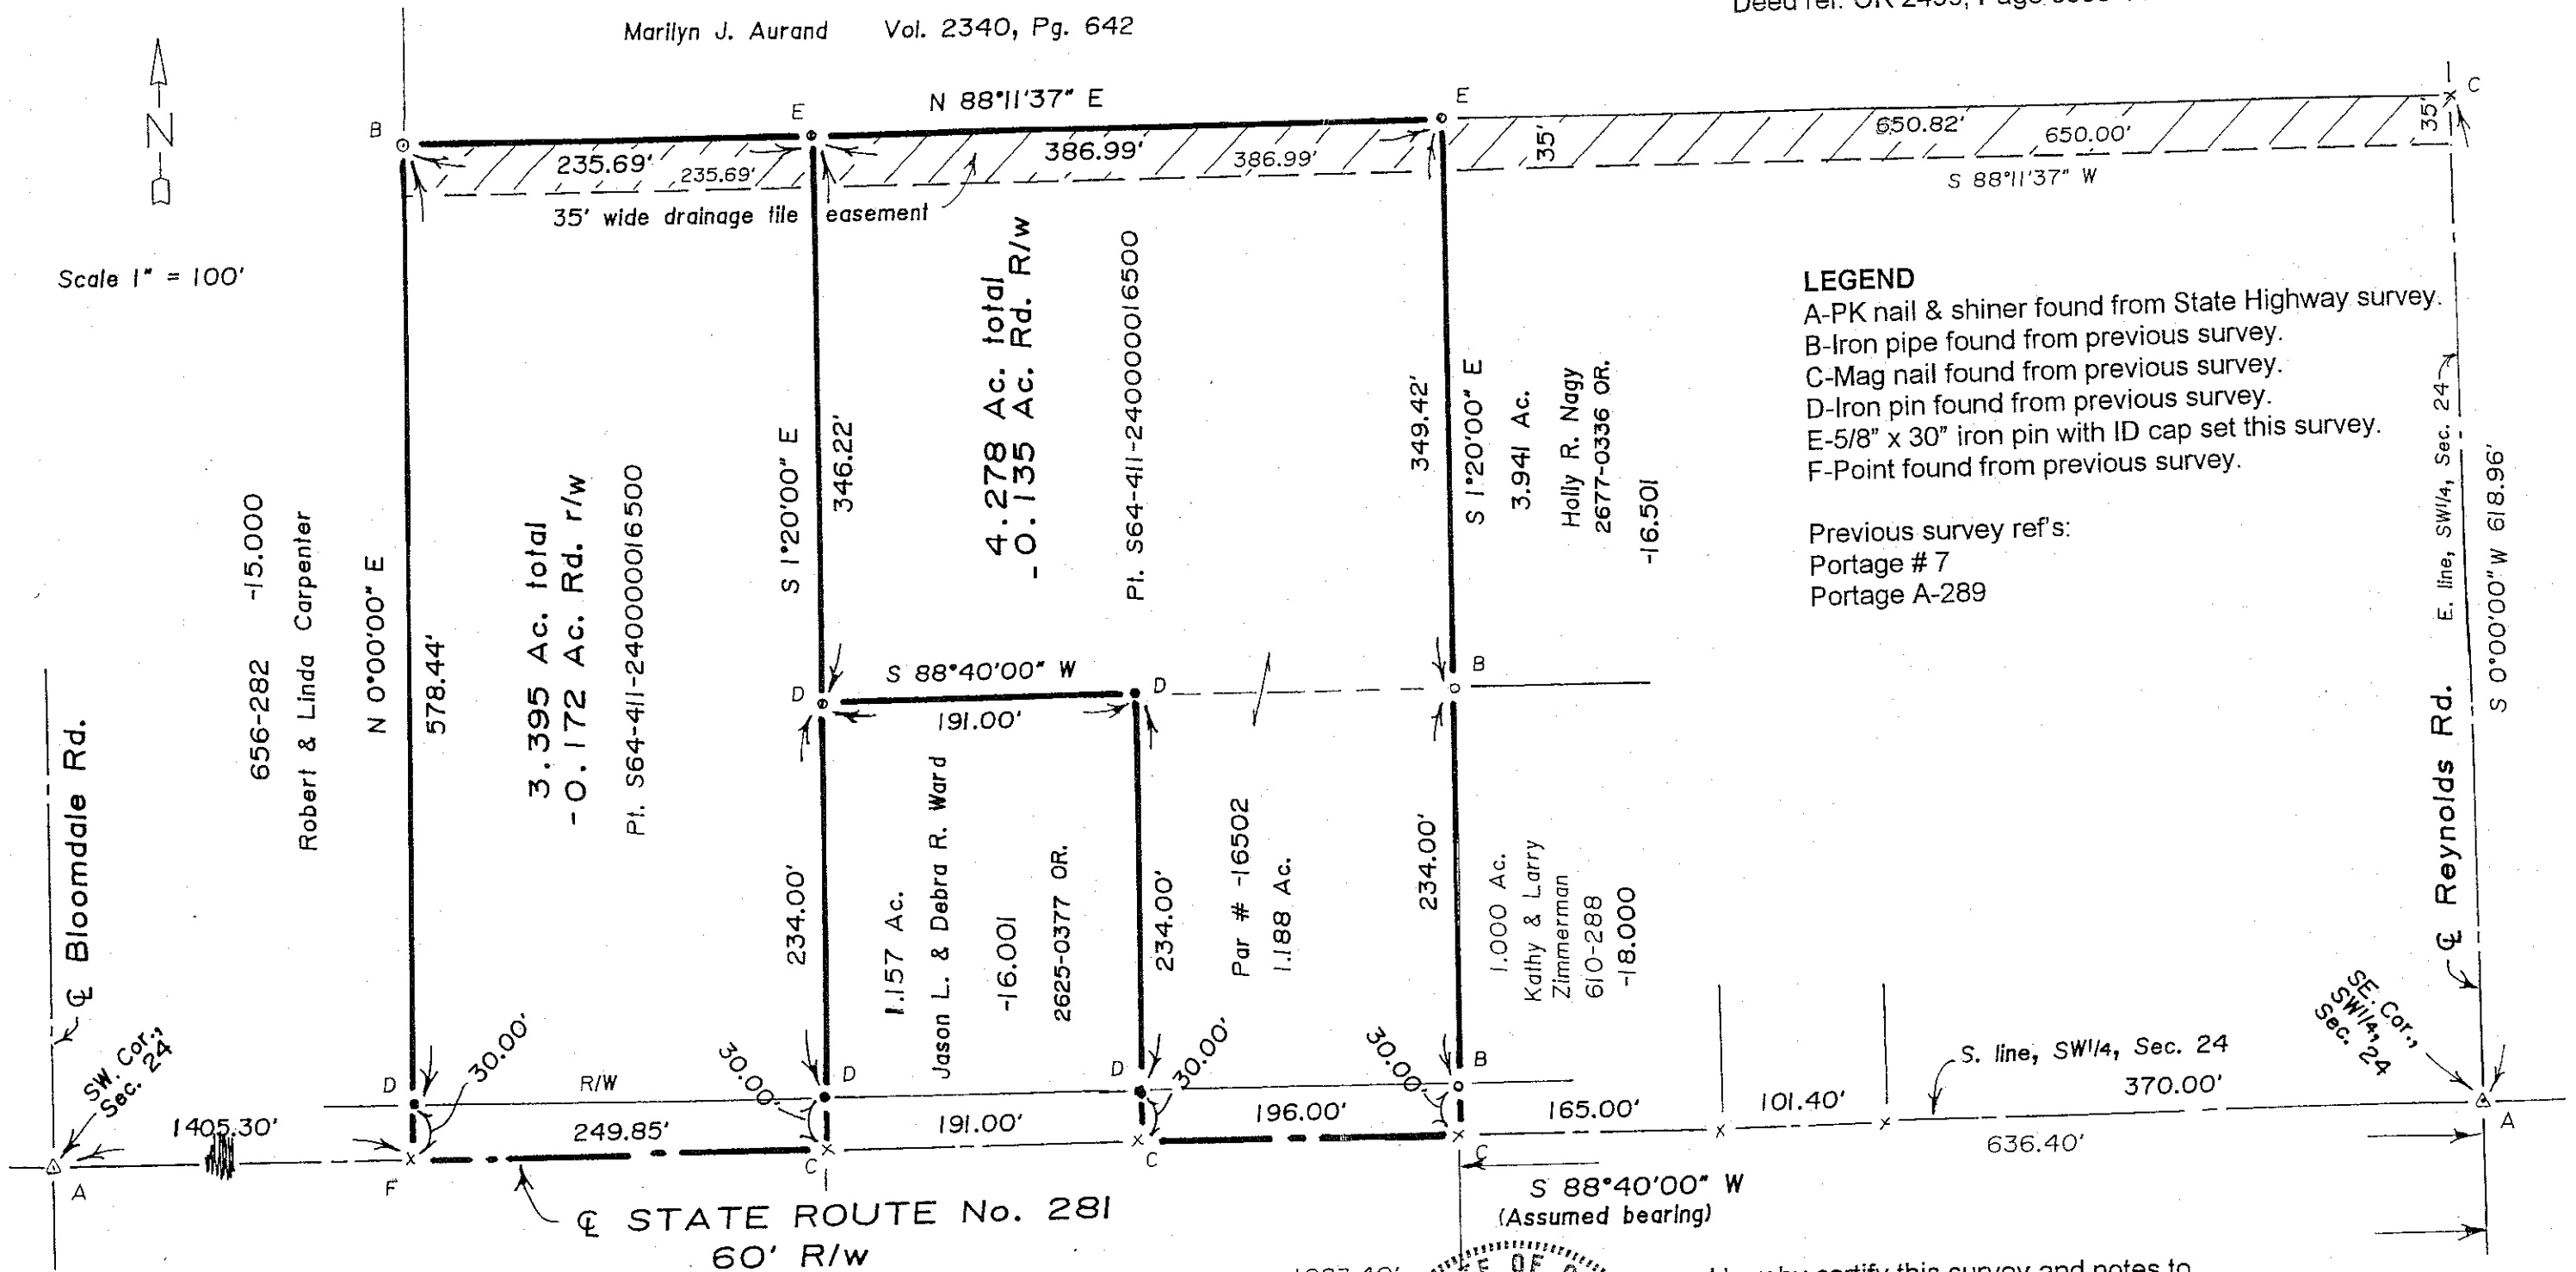 Marilyn J. Aurand Vol. 2340, Pg. 642
N
Scale 1" = 100'
B
E
N 88°11'37" E
E
C
235.69'
235.69'
386.99'
386.99'
35'
650.82'
650.00'
35'
S 88°11'37" W
35' wide drainage tile easement
LEGEND
A-PK nail & shiner found from State Highway survey.
B-Iron pipe found from previous survey.
C-Mag nail found from previous survey.
D-Iron pin found from previous survey.
E-5/8" x 30" iron pin with ID cap set this survey.
F-Point found from previous survey.
Previous survey ref's:
Portage # 7
Portage A-289
656-282 -15.000
Robert & Linda Carpenter
N 0°00'00" E
578.44'
3.395 Ac. total
-0.172 Ac. Rd. r/w
Pt. S64-411-240000016500
S 1°20'00" E
346.22'
4.278 Ac. total
-0.135 Ac. Rd. R/w
Pt. S64-411-240000016500
349.42'
S 1°20'00" E
3.941 Ac.
Holly R. Nagy
2677-0336 OR.
-16.501
E. line, SW1/4, Sec. 24
S 0°00'00"W 618.96'
D
S 88°40'00" W
191.00'
D
B
234.00'
1.157 Ac.
Jason L. & Debra R. Ward
-16.001
2625-0377 OR.
234.00'
Par # -16502
1.188 Ac.
234.00'
1.000 Ac.
Kathy & Larry
Zimmerman
610-288
-18.000
℄ Bloomdale Rd.
℄ Reynolds Rd.
SW. Cor.,
Sec. 24
SE. Cor.,
SW1/4,
Sec. 24
D
30.00'
R/W
30.00'
D
D
30.00'
30.00'
B
S. line, SW1/4, Sec. 24
1405.30'
249.85'
191.00'
196.00'
165.00'
101.40'
370.00'
636.40'
A
F
C
C
C
A
S 88°40'00" W
(Assumed bearing)
℄ STATE ROUTE No. 281
60' R/w